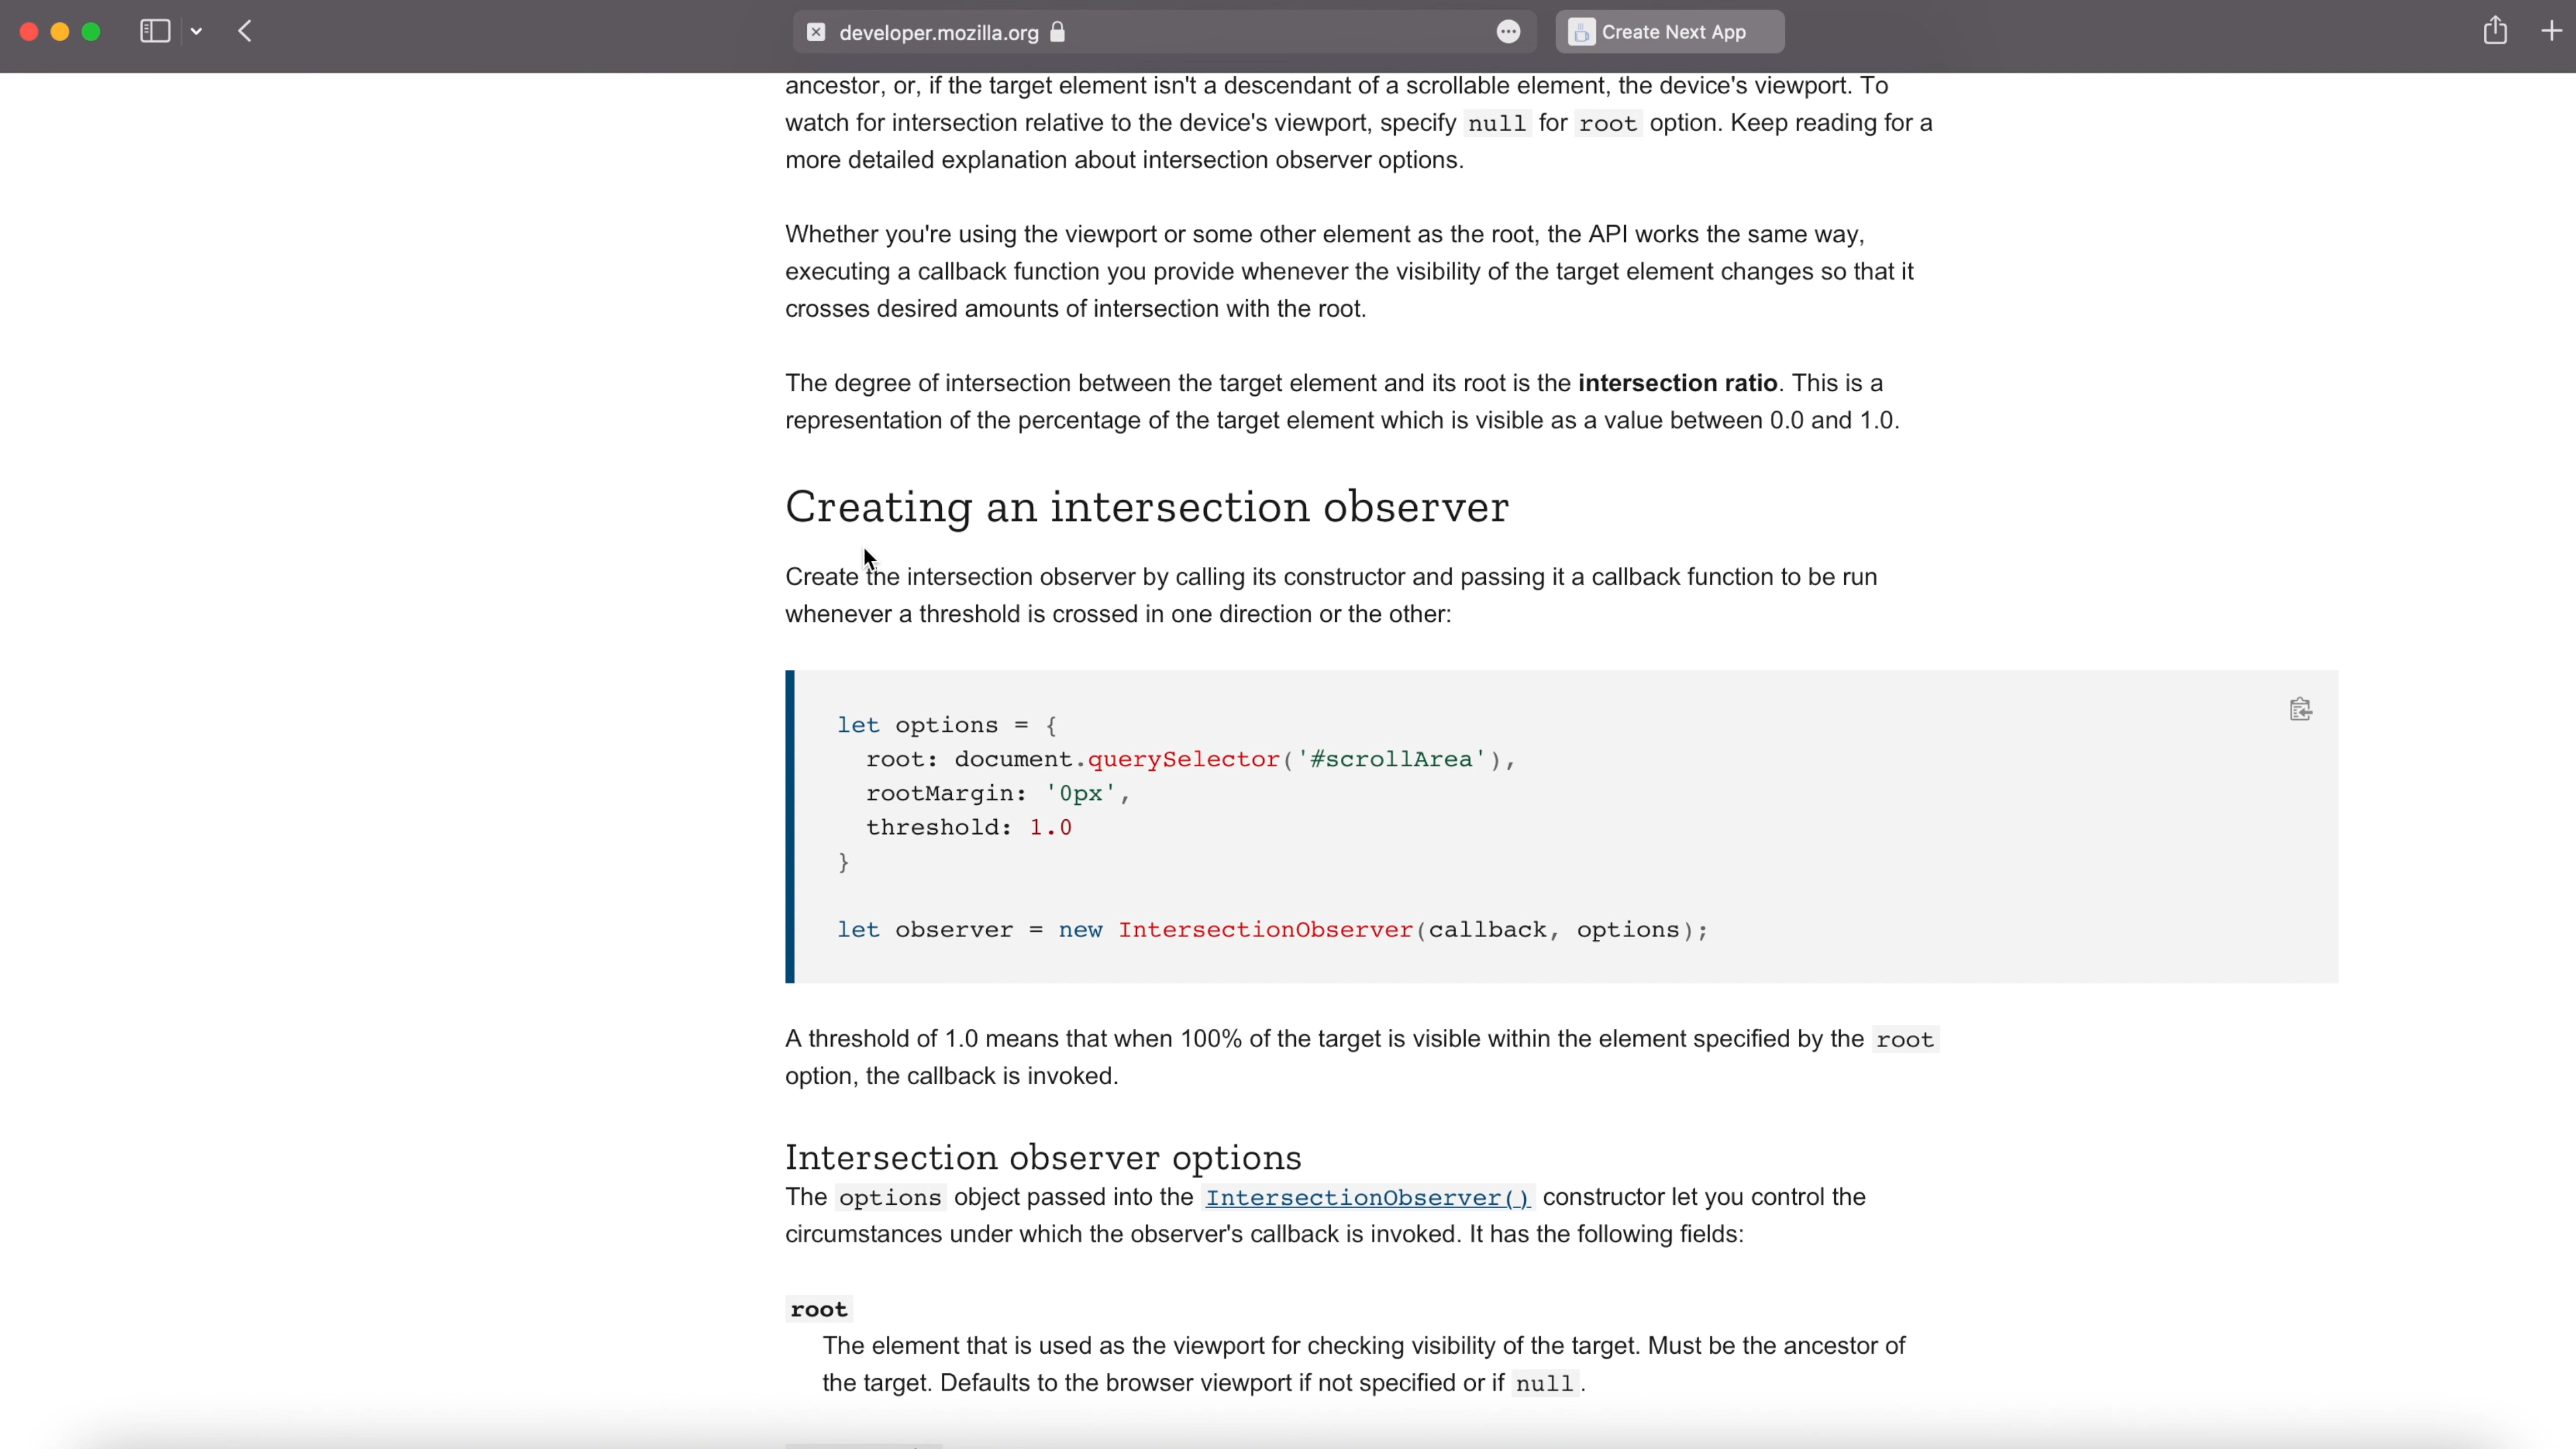 developer.mozilla.org
Create Next App
ancestor, or, if the target element isn't a descendant of a scrollable element, the device's viewport. To
watch for intersection relative to the device's viewport, specify null for root option. Keep reading for a
more detailed explanation about intersection observer options.
Whether you're using the viewport or some other element as the root, the API works the same way,
executing a callback function you provide whenever the visibility of the target element changes so that it
crosses desired amounts of intersection with the root.
The degree of intersection between the target element and its root is the intersection ratio. This is a
representation of the percentage of the target element which is visible as a value between 0.0 and 1.0.
Creating an intersection observer
Create the intersection observer by calling its constructor and passing it a callback function to be run
whenever a threshold is crossed in one direction or the other:
let options = {
root: document.querySelector('#scrollArea'),
rootMargin: '0px',
threshold: 1.0
}
let observer = new IntersectionObserver(callback, options);
A threshold of 1.0 means that when 100% of the target is visible within the element specified by the root
option, the callback is invoked.
Intersection observer options
The options object passed into the IntersectionObserver() constructor let you control the
circumstances under which the observer's callback is invoked. It has the following fields:
root
The element that is used as the viewport for checking visibility of the target. Must be the ancestor of
the target. Defaults to the browser viewport if not specified or if null.